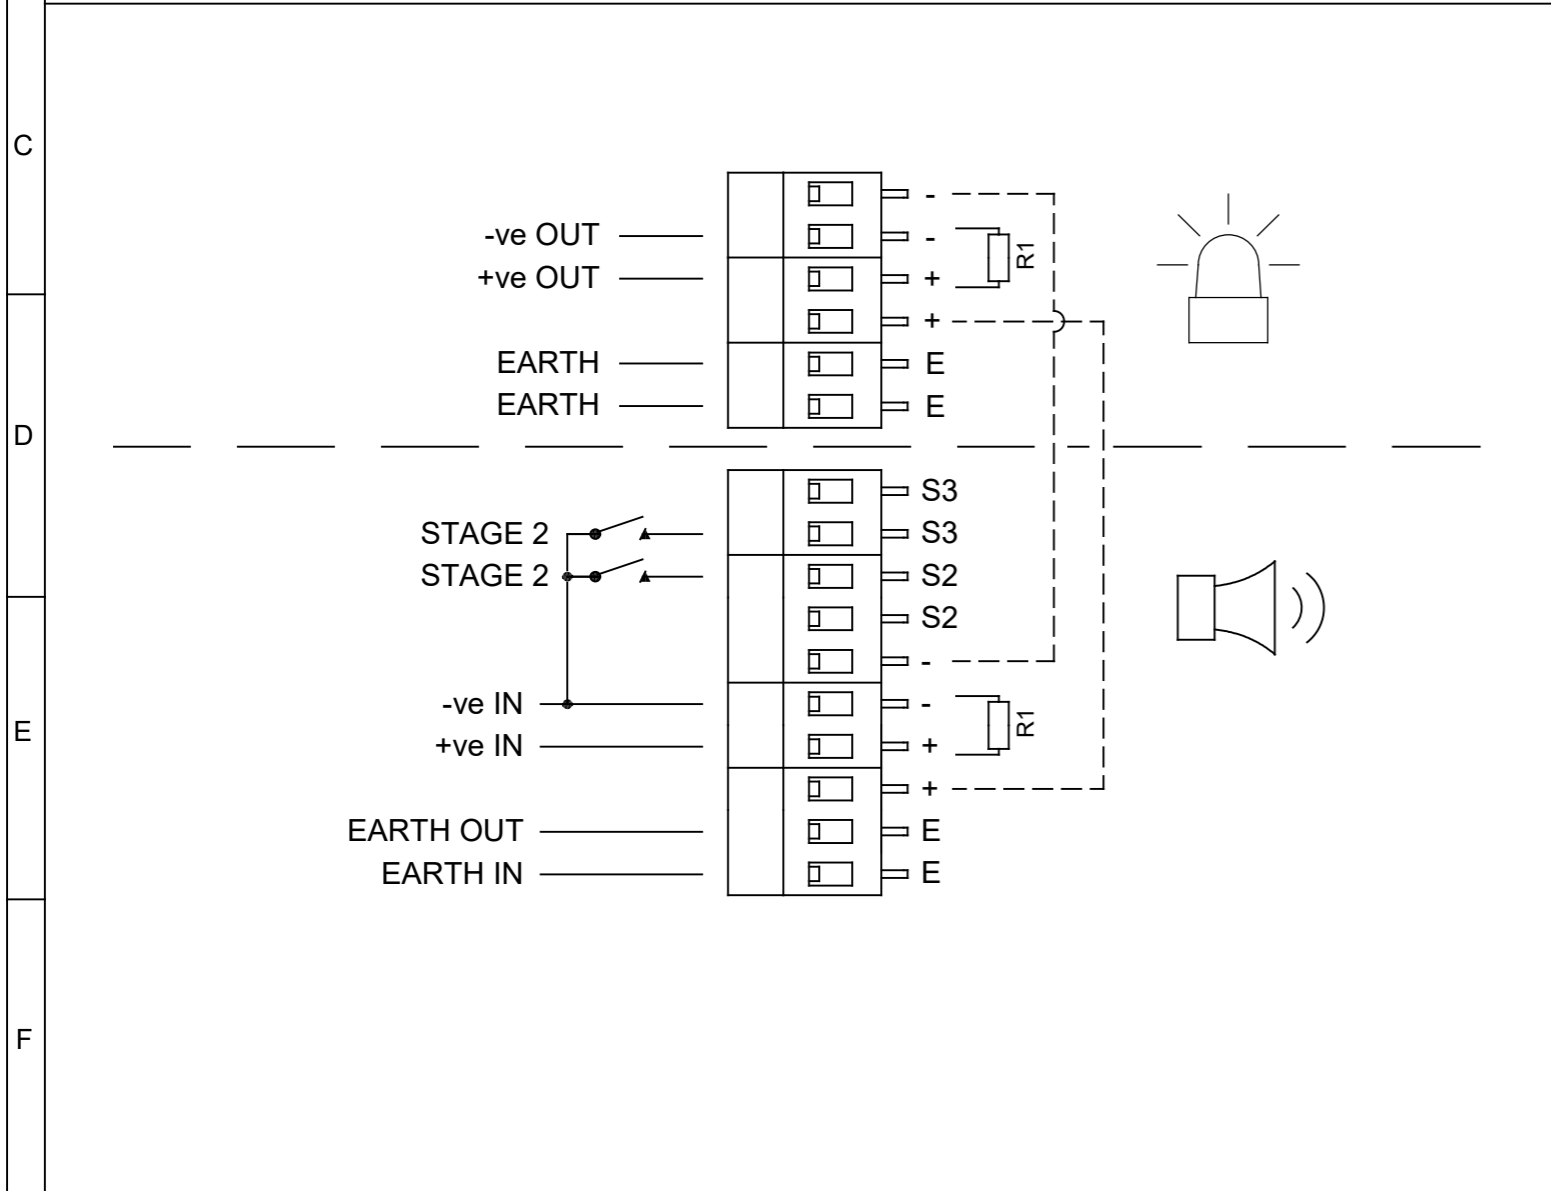 C
-
-ve OUT -
R1
+ve OUT +
+
EARTH E
D
EARTH E
S3
STAGE 2 S3
STAGE 2 S2
S2
-
E
-ve IN -
R1
+ve IN +
+
EARTH OUT E
EARTH IN E
F